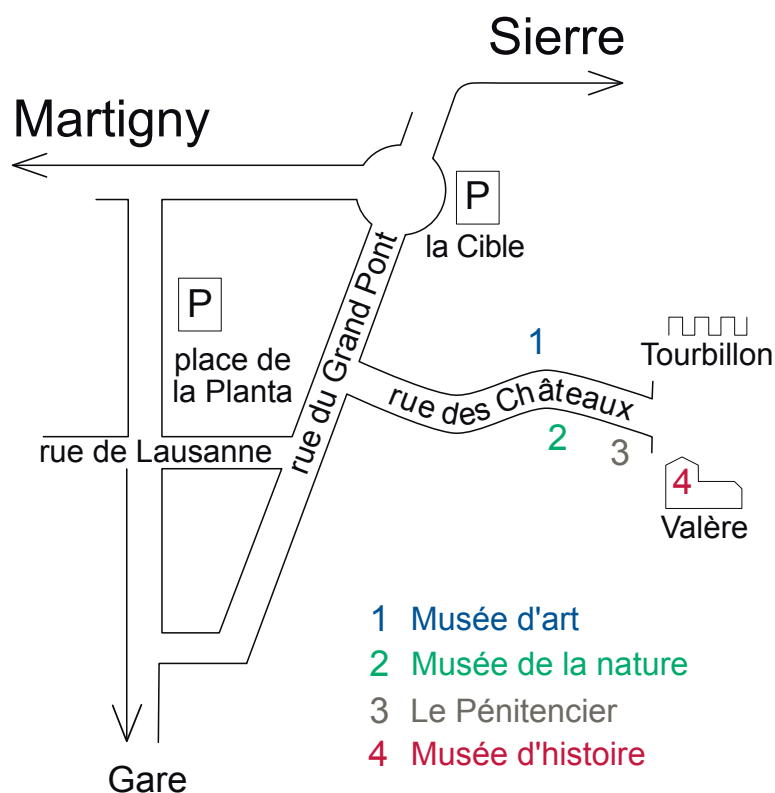 Sierre
Martigny
P
la Cible
P
place de
la Planta
rue du Grand Pont
1
Tourbillon
rue des Châteaux
rue de Lausanne
2
3
4
Valère
1 Musée d'art
2 Musée de la nature
3 Le Pénitencier
4 Musée d'histoire
Gare